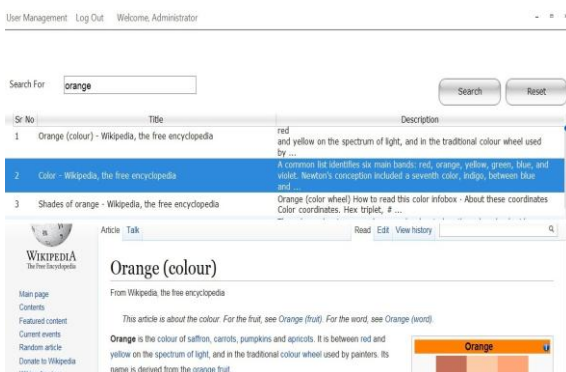 User Management Log Out Welcome, Administrator
Search For orange Search Reset
Sr No Title Description
1 Orange (colour) - Wikipedia, the free encyclopedia red
and yellow on the spectrum of light, and in the traditional colour wheel used
by ...
2 Color - Wikipedia, the free encyclopedia A common list identifies six main bands: red, orange, yellow, green, blue, and
violet. Newton's conception included a seventh color, indigo, between blue
and ...
3 Shades of orange - Wikipedia, the free encyclopedia Orange (color wheel) How to read this color infobox - About these coordinates
Color coordinates. Hex triplet, # ...
Article Talk Read Edit View history
WIKIPEDIA
The Free Encyclopedia
Orange (colour)
Main page
Contents
Featured content
Current events
Random article
Donate to Wikipedia
From Wikipedia, the free encyclopedia
This article is about the colour. For the fruit, see Orange (fruit). For the word, see Orange (word).
Orange is the colour of saffron, carrots, pumpkins and apricots. It is between red and
yellow on the spectrum of light, and in the traditional colour wheel used by painters. Its
name is derived from the orange fruit
Orange